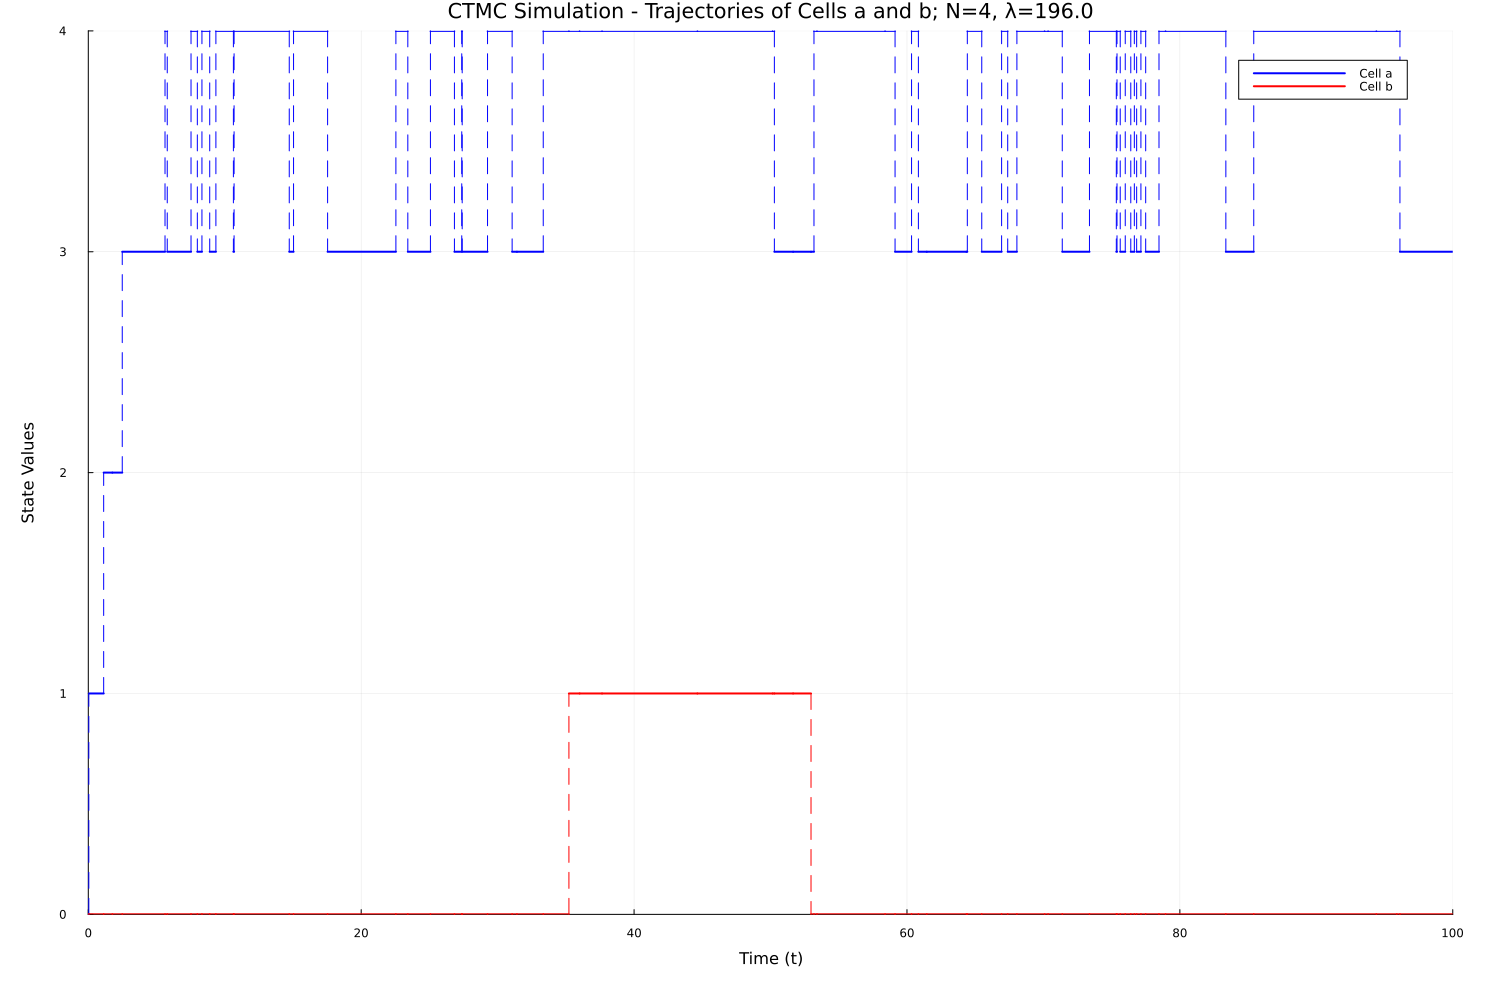 CTMC Simulation - Trajectories of Cells a and b; N=4, λ=196.0
4
Cell a
Cell b
3
State Values
2
1
0
0 20 40 60 80 100
Time (t)